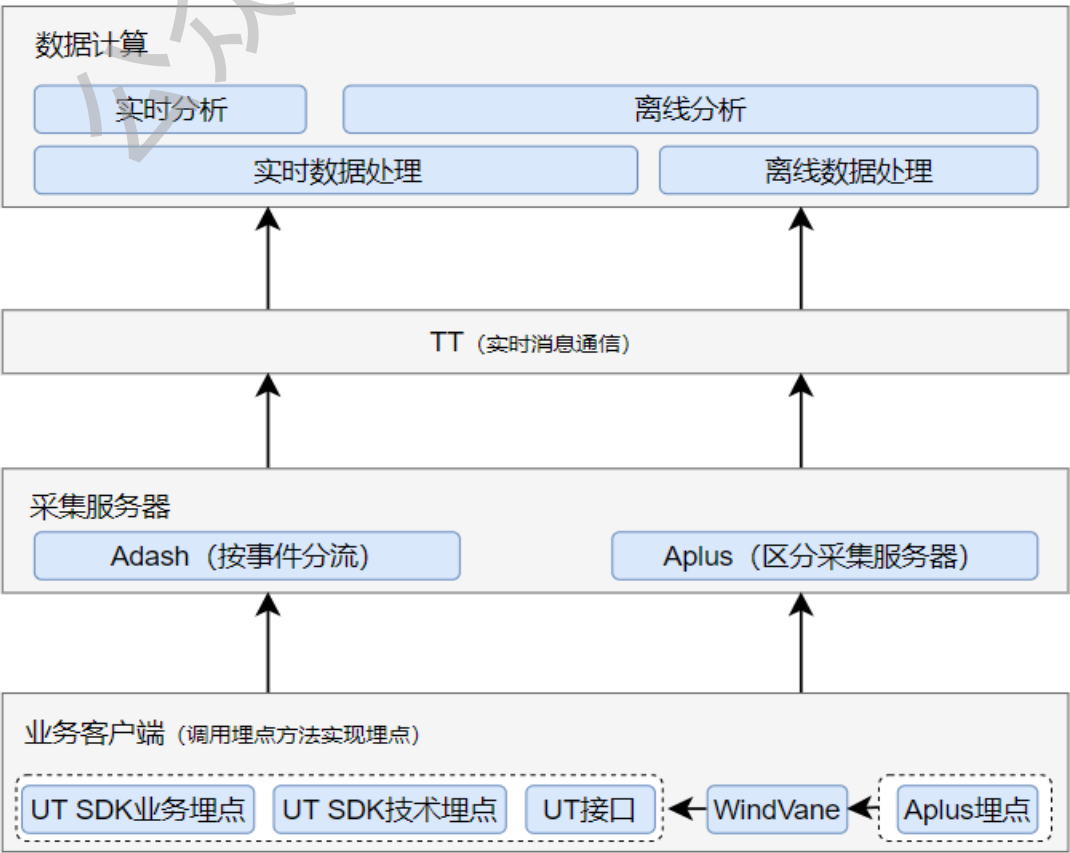 数据计算
实时分析 离线分析
实时数据处理 离线数据处理
TT（实时消息通信）
采集服务器
Adash（按事件分流） Aplus（区分采集服务器）
业务客户端（调用埋点方法实现埋点）
UT SDK业务埋点 UT SDK技术埋点 UT接口 WindVane Aplus埋点
公众